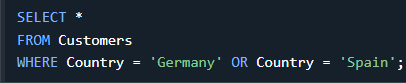 SELECT *
FROM Customers
WHERE Country = 'Germany' OR Country = 'Spain';